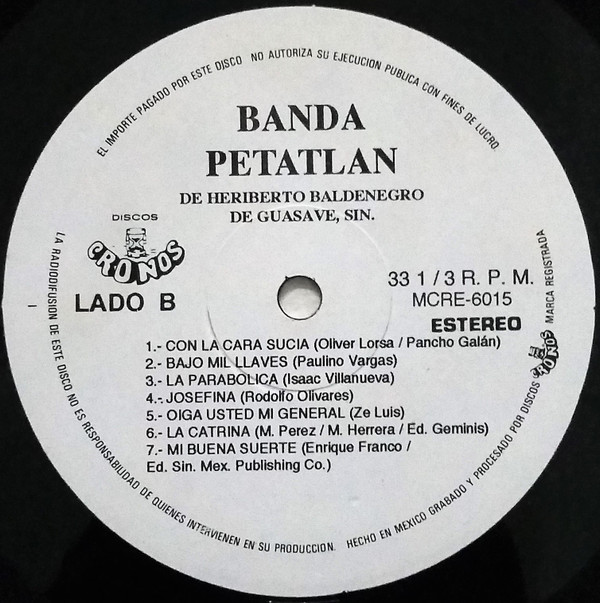 EL IMPORTE PAGADO POR ESTE DISCO NO AUTORIZA SU EJECUCION PUBLICA CON FINES DE LUCRO.
BANDA
PETATLAN
DE HERIBERTO BALDENEGRO
DE GUASAVE, SIN.
DISCOS
CRONOS
LADO B
33 1/3 R. P. M.
MCRE-6015
ESTEREO
1.- CON LA CARA SUCIA (Oliver Lorsa / Pancho Galán)
2.- BAJO MIL LLAVES (Paulino Vargas)
3.- LA PARABOLICA (Isaac Villanueva)
4.- JOSEFINA (Rodolfo Olivares)
5.- OIGA USTED MI GENERAL (Ze Luis)
6.- LA CATRINA (M. Perez / M. Herrera / Ed. Geminis)
7.- MI BUENA SUERTE (Enrique Franco /
Ed. Sin. Mex. Publishing Co.)
LA RADIODIFUSION DE ESTE DISCO NO ES RESPONSABILIDAD DE QUIENES INTERVIENEN EN SU PRODUCCION. HECHO EN MEXICO GRABADO Y PROCESADO POR DISCOS CRONOS MARCA REGISTRADA